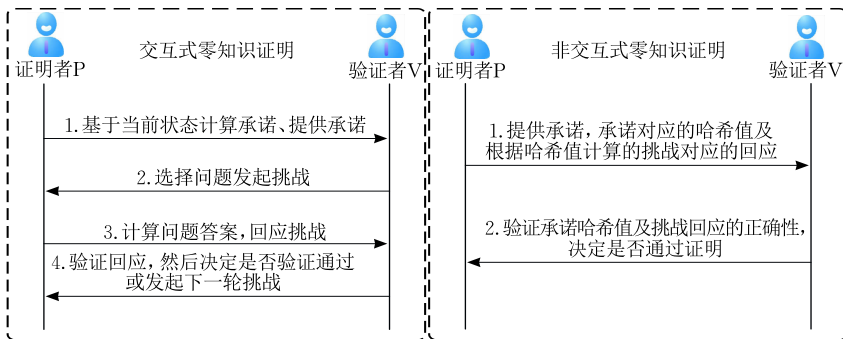 交互式零知识证明
证明者P
验证者V
1.基于当前状态计算承诺、提供承诺
2.选择问题发起挑战
3.计算问题答案,回应挑战
4.验证回应,然后决定是否验证通过
或发起下一轮挑战
非交互式零知识证明
证明者P
验证者V
1.提供承诺,承诺对应的哈希值及
根据哈希值计算的挑战对应的回应
2.验证承诺哈希值及挑战回应的正确性,
决定是否通过证明